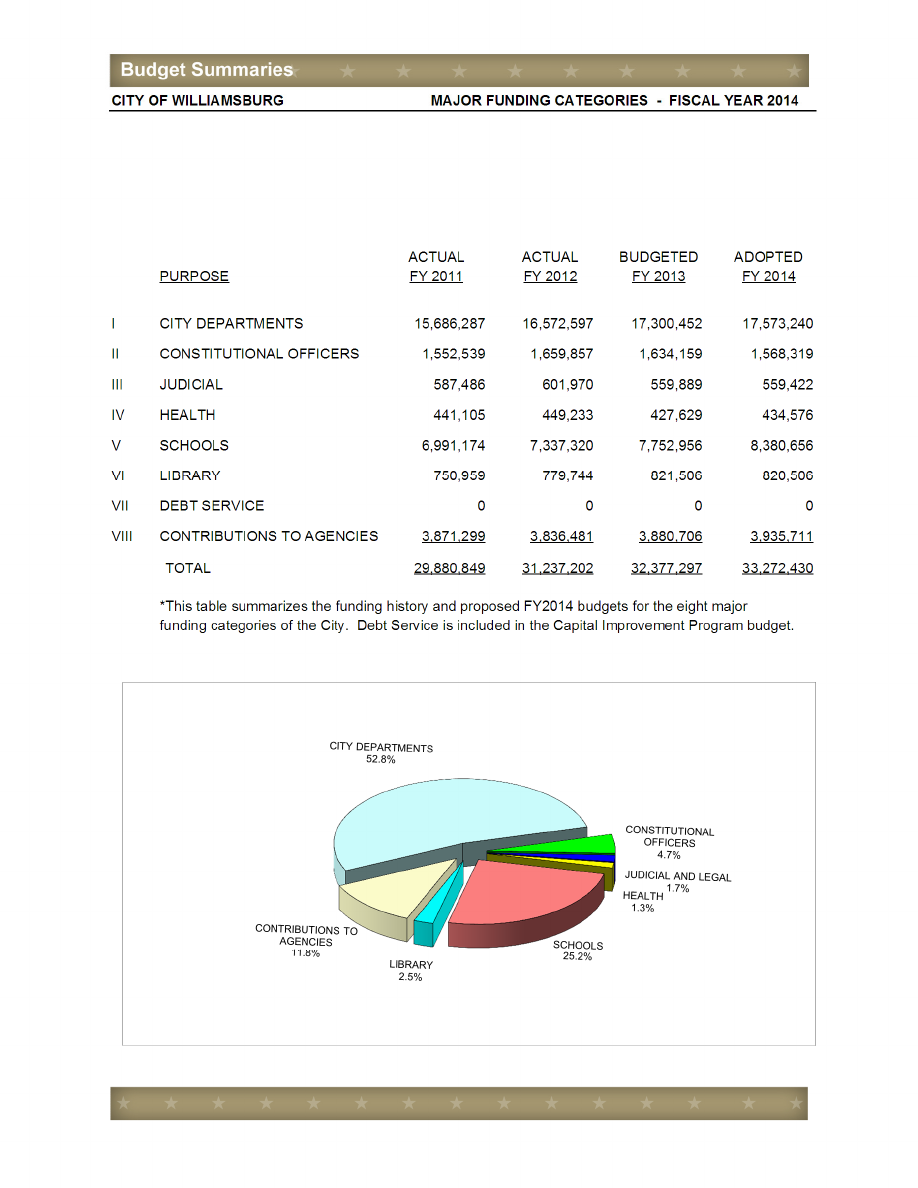 Budget Summaries
CITY OF WILLIAMSBURG MAJOR FUNDING CATEGORIES - FISCAL YEAR 2014
ACTUAL ACTUAL BUDGETED ADOPTED
PURPOSE FY 2011 FY 2012 FY 2013 FY 2014
I CITY DEPARTMENTS 15,686,287 16,572,597 17,300,452 17,573,240
II CONSTITUTIONAL OFFICERS 1,552,539 1,659,857 1,634,159 1,568,319
III JUDICIAL 587,486 601,970 559,889 559,422
IV HEALTH 441,105 449,233 427,629 434,576
V SCHOOLS 6,991,174 7,337,320 7,752,956 8,380,656
VI LIBRARY 750,959 779,744 821,506 820,506
VII DEBT SERVICE 0 0 0 0
VIII CONTRIBUTIONS TO AGENCIES 3,871,299 3,836,481 3,880,706 3,935,711
TOTAL 29,880,849 31,237,202 32,377,297 33,272,430
*This table summarizes the funding history and proposed FY2014 budgets for the eight major
funding categories of the City. Debt Service is included in the Capital Improvement Program budget.
CITY DEPARTMENTS
52.8%
CONSTITUTIONAL
OFFICERS
4.7%
JUDICIAL AND LEGAL
1.7%
HEALTH
1.3%
SCHOOLS
25.2%
LIBRARY
2.5%
CONTRIBUTIONS TO
AGENCIES
11.8%